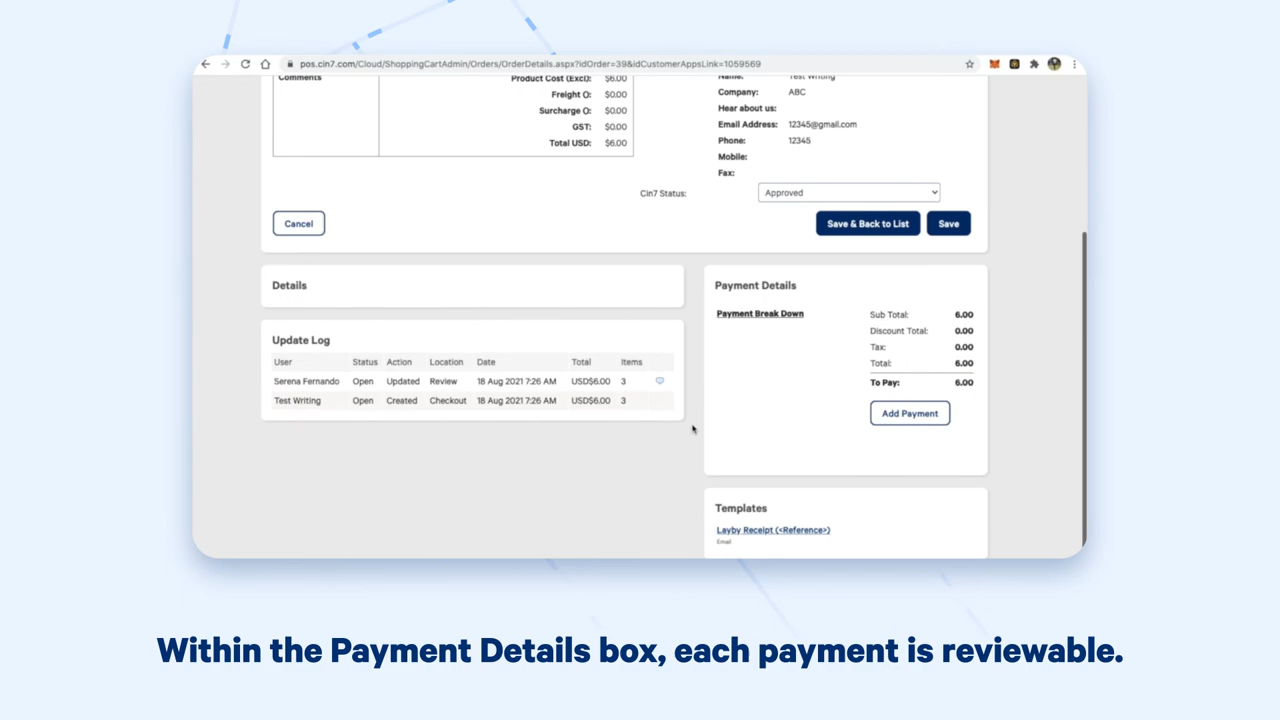 pos.cin7.com/Cloud/ShoppingCartAdmin/Orders/OrderDetails.aspx?idOrder=39&idCustomerAppsLink=1059569
Comments
Product Cost (Excl): $6.00
Freight (): $0.00
Surcharge (): $0.00
GST: $0.00
Total USD: $6.00
Name: Test Writing
Company: ABC
Hear about us:
Email Address: 12345@gmail.com
Phone: 12345
Mobile:
Fax:
Cin7 Status: Approved
Cancel
Save & Back to List
Save
Details
Update Log
User Status Action Location Date Total Items
Serena Fernando Open Updated Review 18 Aug 2021 7:26 AM USD$6.00 3
Test Writing Open Created Checkout 18 Aug 2021 7:26 AM USD$6.00 3
Payment Details
Payment Break Down
Sub Total: 6.00
Discount Total: 0.00
Tax: 0.00
Total: 6.00
To Pay: 6.00
Add Payment
Templates
Layby Receipt (<Reference>)
Email
Within the Payment Details box, each payment is reviewable.